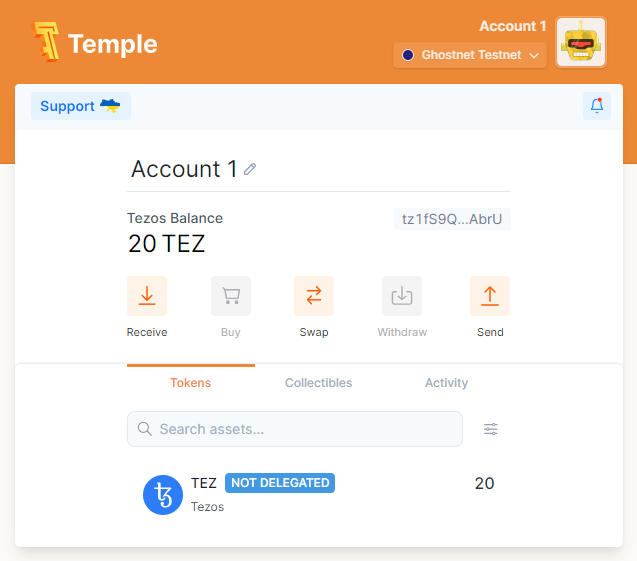 Temple
Account 1
Ghostnet Testnet
Support
Account 1
Tezos Balance
tz1fS9Q...AbrU
20 TEZ
Receive
Buy
Swap
Withdraw
Send
Tokens
Collectibles
Activity
Search assets...
TEZ
NOT DELEGATED
20
Tezos